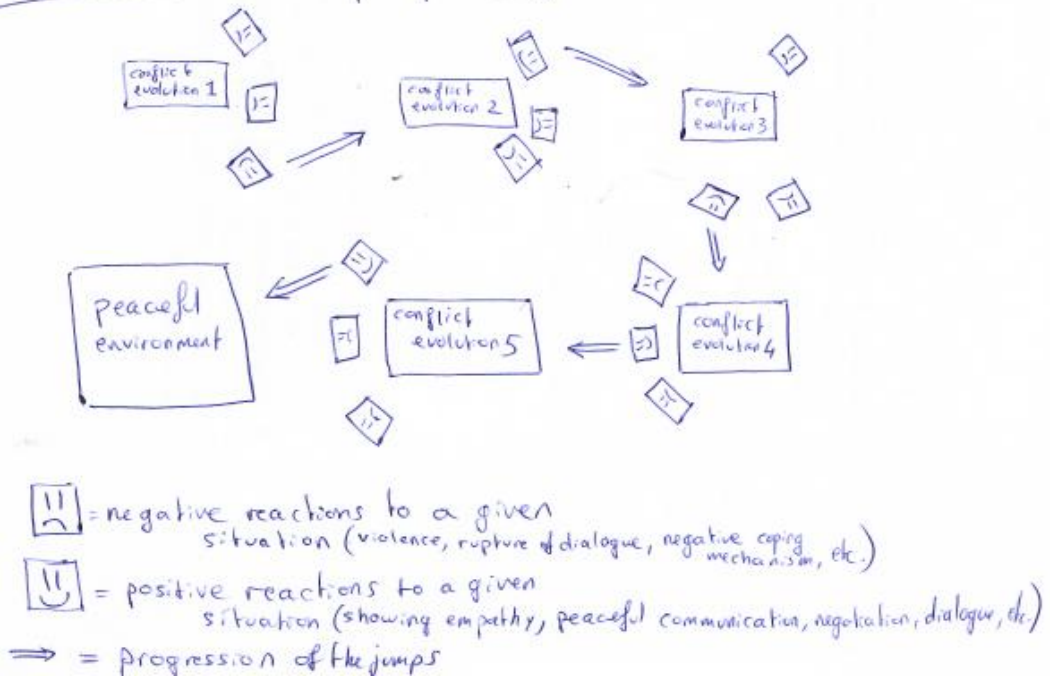 conflict
evolution 1
conflict
evolution 2
conflict
evolution 3
peaceful
environment
conflict
evolution 5
conflict
evolution 4
= negative reactions to a given
situation (violence, rupture of dialogue, negative coping
mechanism, etc.)
= positive reactions to a given
situation (showing empathy, peaceful communication, negotiation, dialogue, etc.)
= progression of the jumps